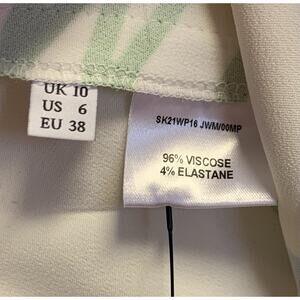 UK 10
US 6
EU 38
SK21WP16 JWM/00MP
96% VISCOSE
4% ELASTANE